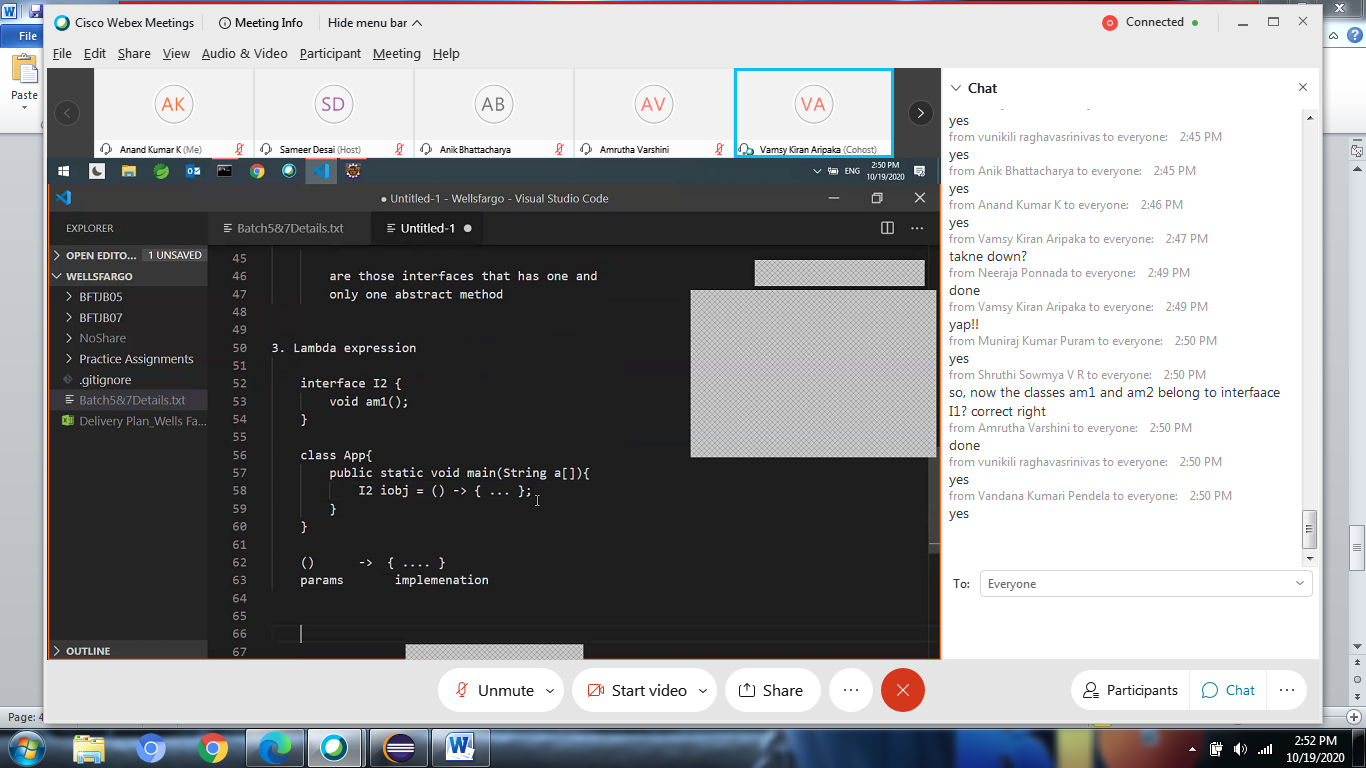 File
Paste
Cisco Webex Meetings
Meeting Info
Hide menu bar
Connected
File Edit Share View Audio & Video Participant Meeting Help
AK
Anand Kumar K (Me)
SD
Sameer Desai (Host)
AB
Anik Bhattacharya
AV
Amrutha Varshini
VA
Vamsy Kiran Aripaka (Cohost)
ENG
2:50 PM
10/19/2020
● Untitled-1 - Wellsfargo - Visual Studio Code
EXPLORER
OPEN EDITO... 1 UNSAVED
WELLSFARGO
BFTJB05
BFTJB07
NoShare
Practice Assignments
.gitignore
Batch5&7Details.txt
Delivery Plan_Wells Fa...
OUTLINE
Batch5&7Details.txt
Untitled-1
45
46 are those interfaces that has one and
47 only one abstract method
48
49
50 3. Lambda expression
51
52 interface I2 {
53 void am1();
54 }
55
56 class App{
57 public static void main(String a[]){
58 I2 iobj = () -> { ... };
59 }
60 }
61
62 () -> { .... }
63 params implemenation
64
65
66
67
Chat
yes
from vunikili raghavasrinivas to everyone: 2:45 PM
yes
from Anik Bhattacharya to everyone: 2:45 PM
yes
from Anand Kumar K to everyone: 2:46 PM
yes
from Vamsy Kiran Aripaka to everyone: 2:47 PM
takne down?
from Neeraja Ponnada to everyone: 2:49 PM
done
from Vamsy Kiran Aripaka to everyone: 2:49 PM
yap!!
from Muniraj Kumar Puram to everyone: 2:50 PM
yes
from Shruthi Sowmya V R to everyone: 2:50 PM
so, now the classes am1 and am2 belong to interfaace
I1? correct right
from Amrutha Varshini to everyone: 2:50 PM
done
from vunikili raghavasrinivas to everyone: 2:50 PM
yes
from Vandana Kumari Pendela to everyone: 2:50 PM
yes
To: Everyone
Unmute
Start video
Share
Participants
Chat
Page: 4
2:52 PM
10/19/2020